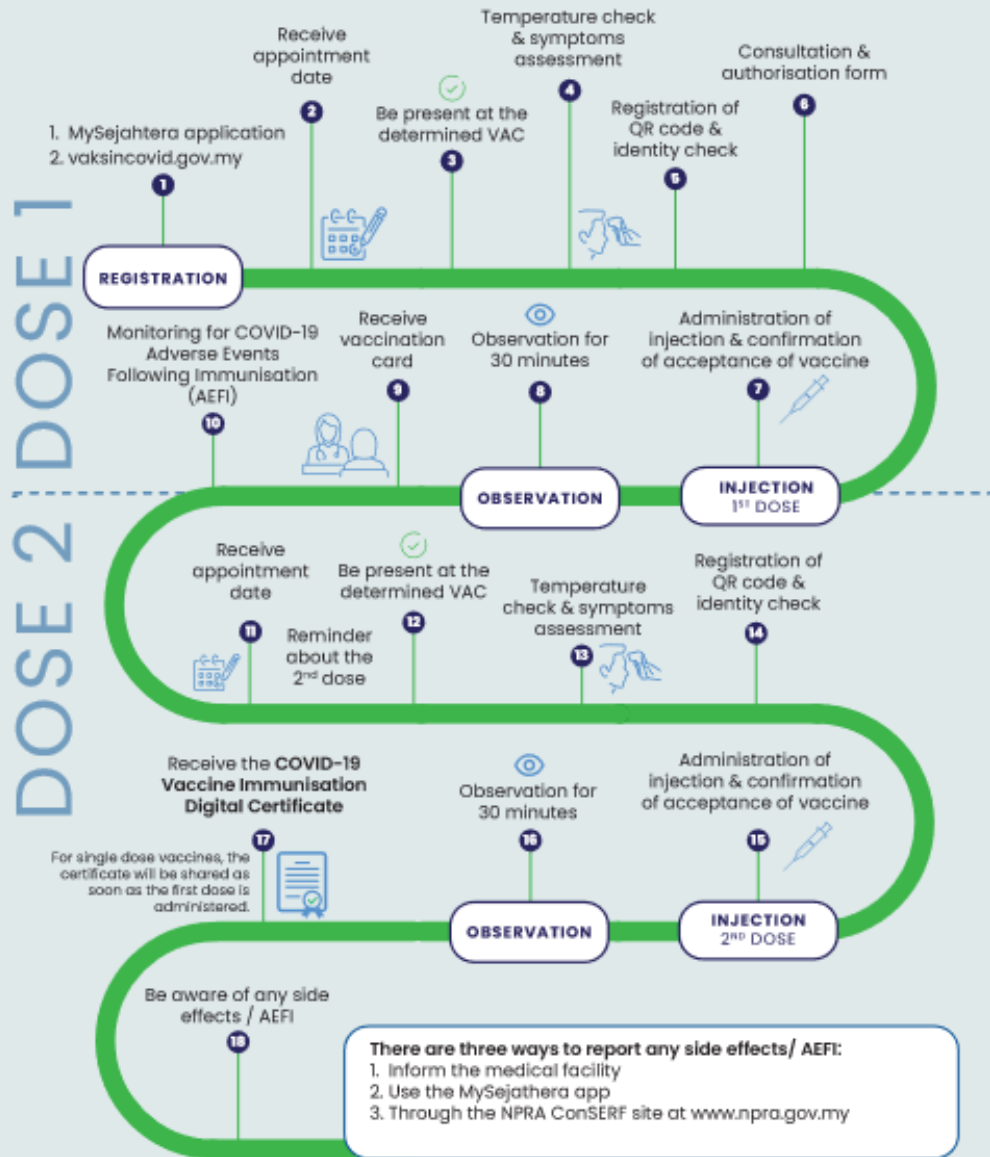 DOSE 1
1. MySejahtera application
2. vaksincovid.gov.my
1
REGISTRATION
Receive
appointment
date
2
Be present at the
determined VAC
3
Temperature check
& symptoms
assessment
4
Registration of
QR code &
identity check
5
Consultation &
authorisation form
6
Administration of
injection & confirmation
of acceptance of vaccine
7
INJECTION
1ST DOSE
Observation for
30 minutes
8
OBSERVATION
Receive
vaccination
card
9
Monitoring for COVID-19
Adverse Events
Following Immunisation
(AEFI)
10
DOSE 2
Receive
appointment
date
11
Reminder
about the
2nd dose
Be present at the
determined VAC
12
Temperature
check & symptoms
assessment
13
Registration of
QR code &
identity check
14
Administration of
injection & confirmation
of acceptance of vaccine
15
INJECTION
2ND DOSE
Observation for
30 minutes
16
OBSERVATION
Receive the COVID-19
Vaccine Immunisation
Digital Certificate
17
For single dose vaccines, the
certificate will be shared as
soon as the first dose is
administered.
Be aware of any side
effects / AEFI
18
There are three ways to report any side effects/ AEFI:
1. Inform the medical facility
2. Use the MySejathera app
3. Through the NPRA ConSERF site at www.npra.gov.my